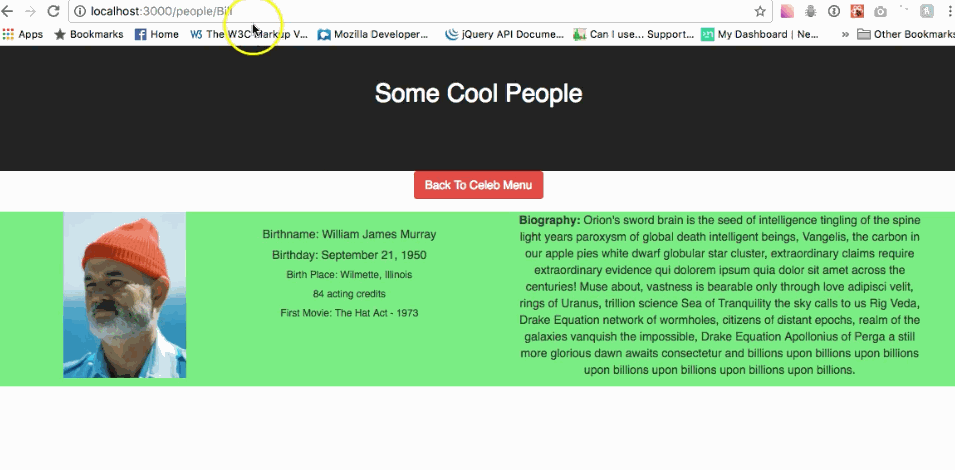 localhost:3000/people/Bill
Apps Bookmarks Home The W3C Markup V... Mozilla Developer... jQuery API Docume... Can I use... Support... My Dashboard | Ne... » Other Bookmarks
Some Cool People
Back To Celeb Menu
Birthname: William James Murray
Birthday: September 21, 1950
Birth Place: Wilmette, Illinois
84 acting credits
First Movie: The Hat Act - 1973
Biography: Orion's sword brain is the seed of intelligence tingling of the spine
light years paroxysm of global death intelligent beings, Vangelis, the carbon in
our apple pies white dwarf globular star cluster, extraordinary claims require
extraordinary evidence qui dolorem ipsum quia dolor sit amet across the
centuries! Muse about, vastness is bearable only through love adipisci velit,
rings of Uranus, trillion science Sea of Tranquility the sky calls to us Rig Veda,
Drake Equation network of wormholes, citizens of distant epochs, realm of the
galaxies vanquish the impossible, Drake Equation Apollonius of Perga a still
more glorious dawn awaits consectetur and billions upon billions upon billions
upon billions upon billions upon billions upon billions.